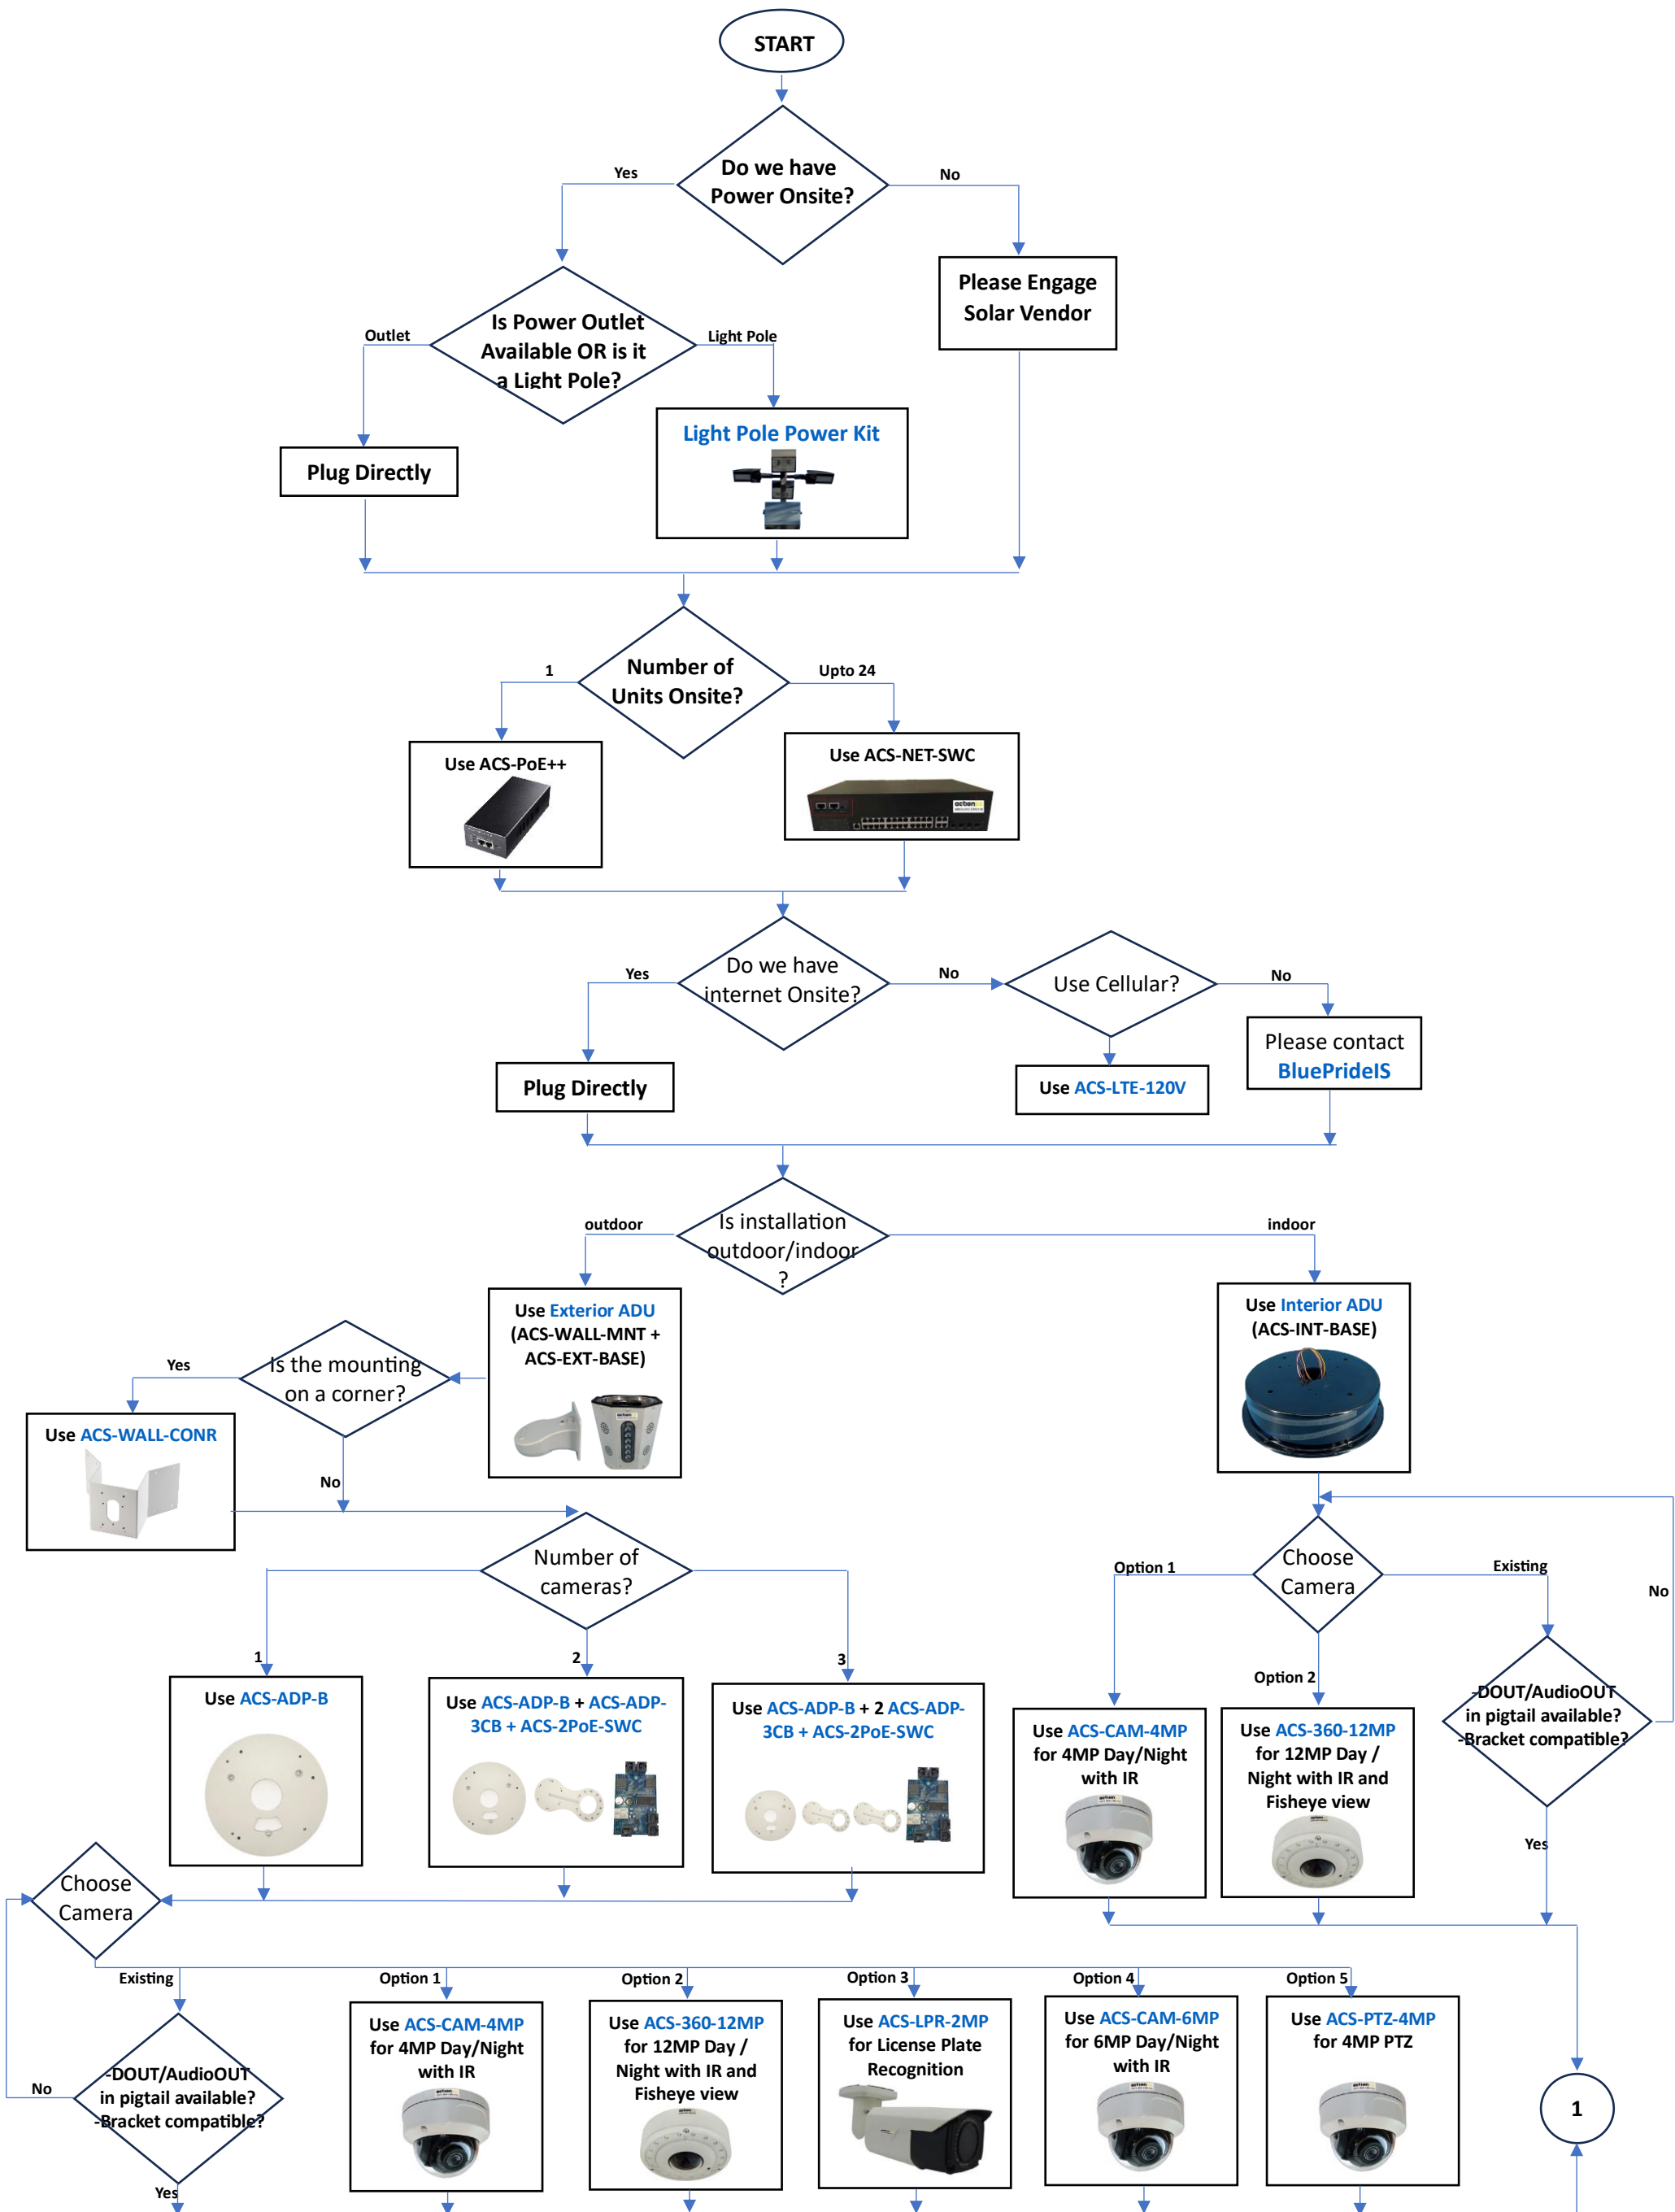 START
Do we have
Power Onsite?
Yes
No
Please Engage
Solar Vendor
Is Power Outlet
Available OR is it
a Light Pole?
Outlet
Light Pole
Light Pole Power Kit
Plug Directly
Number of
Units Onsite?
1
Upto 24
Use ACS-PoE++
Use ACS-NET-SWC
Do we have
internet Onsite?
Yes
No
Use Cellular?
No
Please contact
BluePrideIS
Plug Directly
Use ACS-LTE-120V
Is installation
outdoor/indoor
?
outdoor
indoor
Use Exterior ADU
(ACS-WALL-MNT +
ACS-EXT-BASE)
Use Interior ADU
(ACS-INT-BASE)
Is the mounting
on a corner?
Yes
Use ACS-WALL-CONR
No
Number of
cameras?
Choose
Camera
Option 1
Existing
No
1
2
3
Option 2
Use ACS-ADP-B
Use ACS-ADP-B + ACS-ADP-
3CB + ACS-2PoE-SWC
Use ACS-ADP-B + 2 ACS-ADP-
3CB + ACS-2PoE-SWC
Use ACS-CAM-4MP
for 4MP Day/Night
with IR
Use ACS-360-12MP
for 12MP Day /
Night with IR and
Fisheye view
-DOUT/AudioOUT
in pigtail available?
-Bracket compatible?
Yes
Choose
Camera
Existing
Option 1
Option 2
Option 3
Option 4
Option 5
-DOUT/AudioOUT
in pigtail available?
-Bracket compatible?
No
Yes
Use ACS-CAM-4MP
for 4MP Day/Night
with IR
Use ACS-360-12MP
for 12MP Day /
Night with IR and
Fisheye view
Use ACS-LPR-2MP
for License Plate
Recognition
Use ACS-CAM-6MP
for 6MP Day/Night
with IR
Use ACS-PTZ-4MP
for 4MP PTZ
1